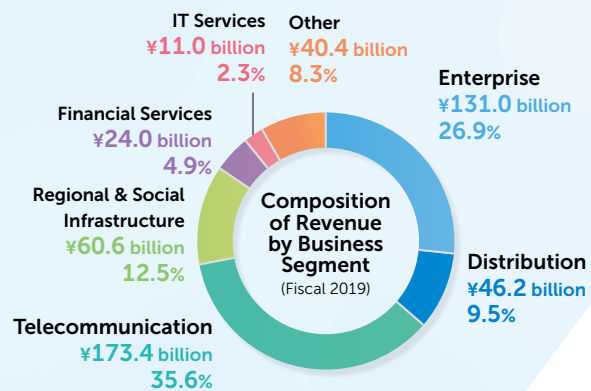 IT Services
¥11.0 billion
2.3%
Other
¥40.4 billion
8.3%
Enterprise
¥131.0 billion
26.9%
Financial Services
¥24.0 billion
4.9%
Regional & Social
Infrastructure
¥60.6 billion
12.5%
Composition
of Revenue
by Business
Segment
(Fiscal 2019)
Distribution
¥46.2 billion
9.5%
Telecommunication
¥173.4 billion
35.6%